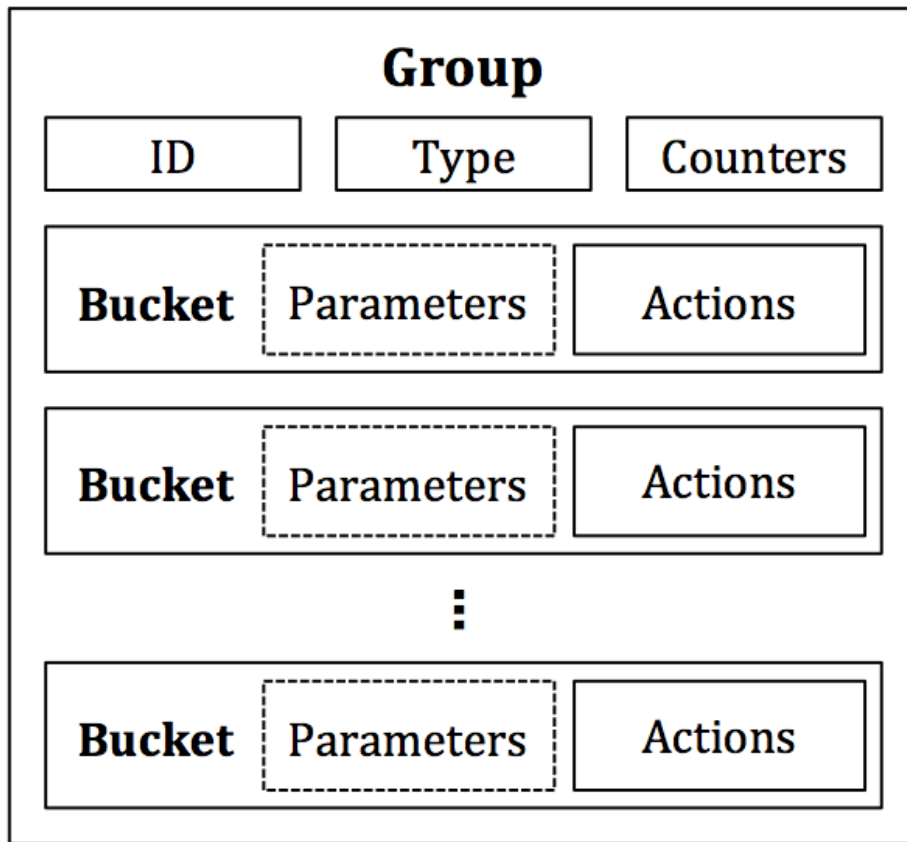 Group
ID Type Counters
Bucket Parameters Actions
Bucket Parameters Actions
⋮
Bucket Parameters Actions